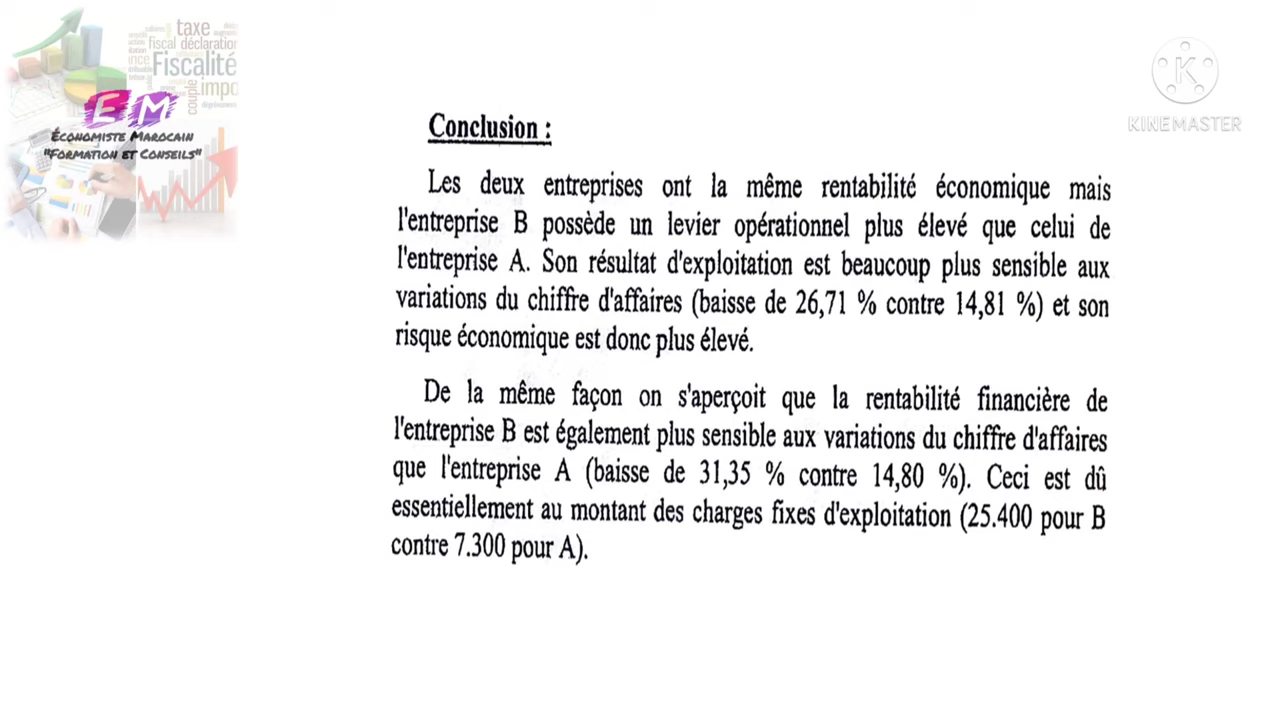 taxe
fiscal déclaration
Fiscalité
impo
couple
EM
Économiste Marocain
"Formation et Conseils"
KINEMASTER
Conclusion :
Les deux entreprises ont la même rentabilité économique mais
l'entreprise B possède un levier opérationnel plus élevé que celui de
l'entreprise A. Son résultat d'exploitation est beaucoup plus sensible aux
variations du chiffre d'affaires (baisse de 26,71 % contre 14,81 %) et son
risque économique est donc plus élevé.
De la même façon on s'aperçoit que la rentabilité financière de
l'entreprise B est également plus sensible aux variations du chiffre d'affaires
que l'entreprise A (baisse de 31,35 % contre 14,80 %). Ceci est dû
essentiellement au montant des charges fixes d'exploitation (25.400 pour B
contre 7.300 pour A).